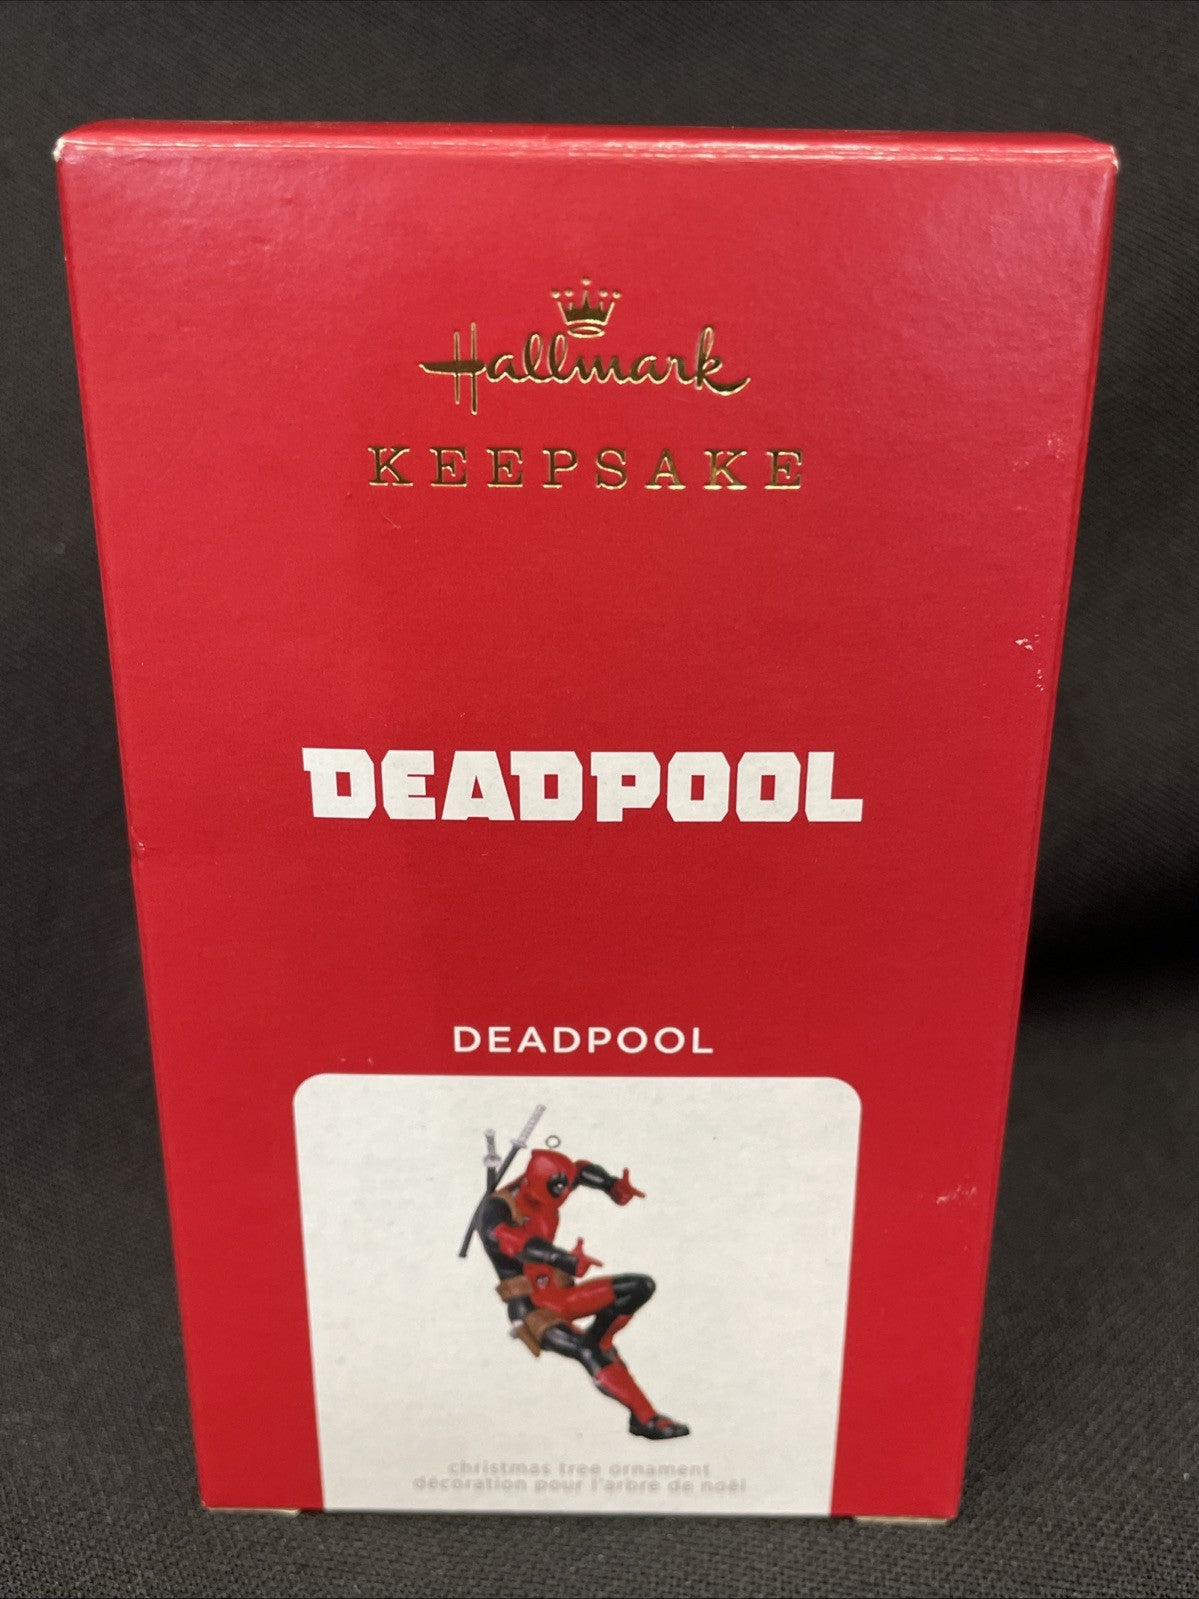 Hallmark
KEEPSAKE
DEADPOOL
DEADPOOL
christmas tree ornament
décoration pour l'arbre de noël